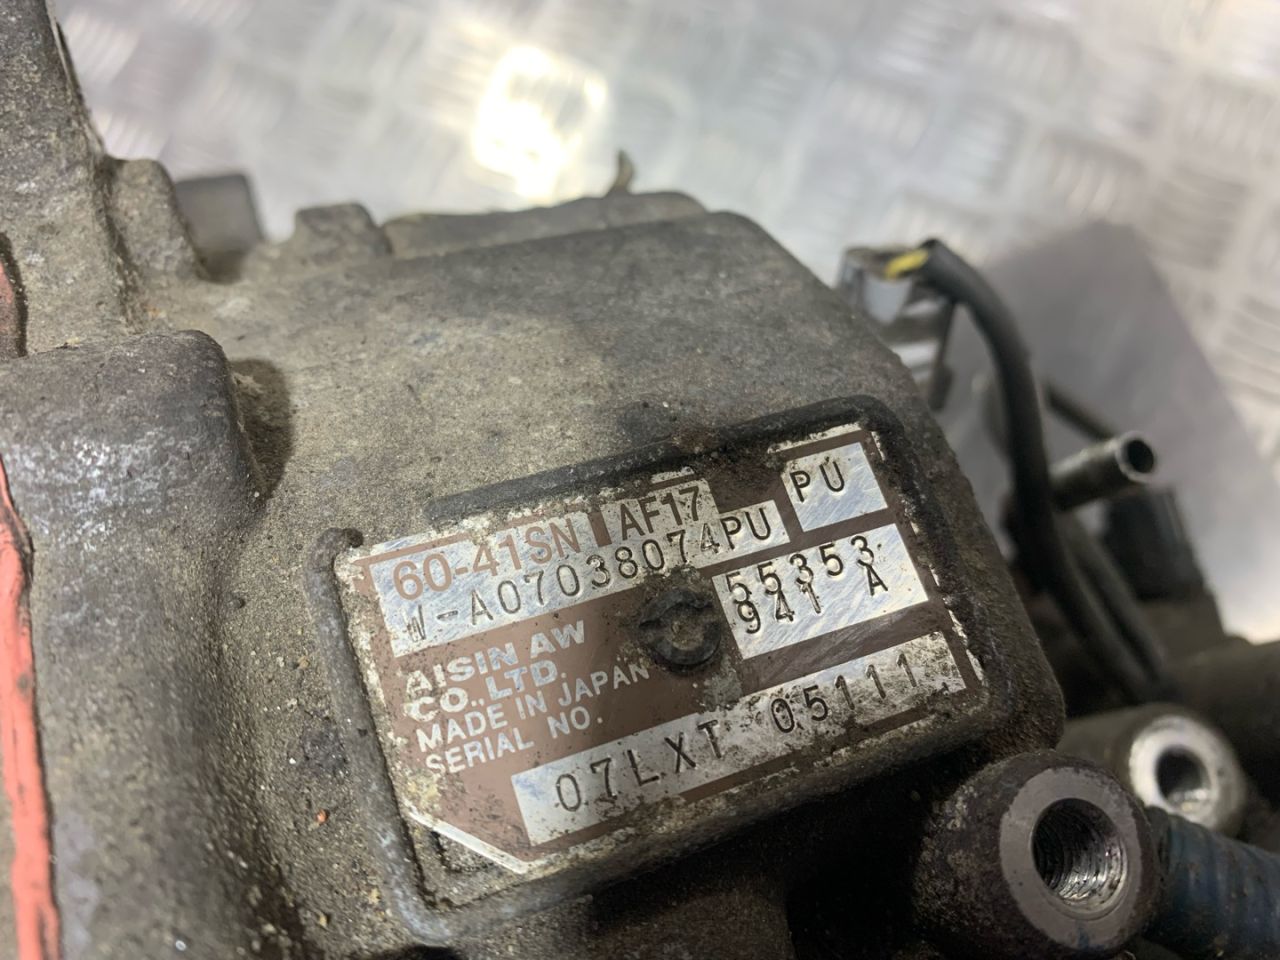 60-41SN AF17 PU
W-A07038074PU
55353
941 A
AISIN AW
CO., LTD.
MADE IN JAPAN
SERIAL NO.
07LXT 05111